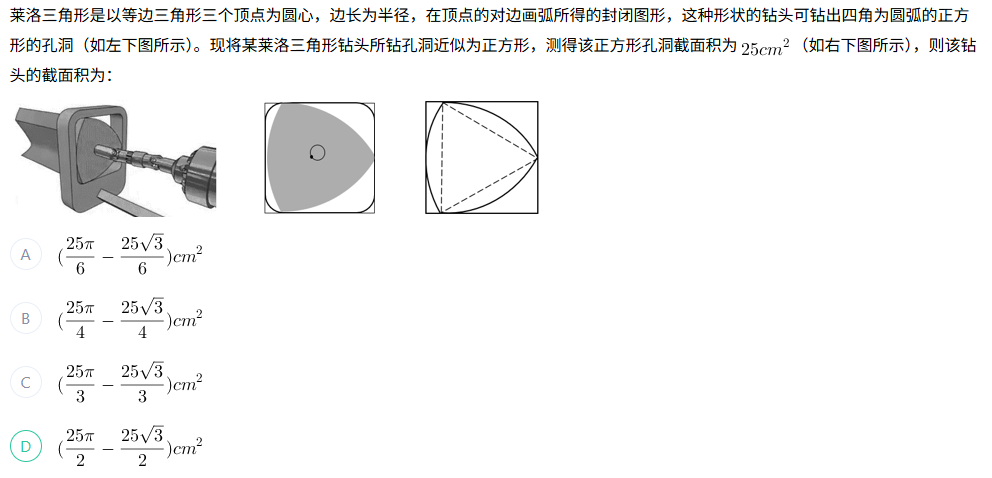 莱洛三角形是以等边三角形三个顶点为圆心，边长为半径，在顶点的对边画弧所得的封闭图形，这种形状的钻头可钻出四角为圆弧的正方
形的孔洞（如左下图所示）。现将某莱洛三角形钻头所钻孔洞近似为正方形，测得该正方形孔洞截面积为 25cm² （如右下图所示），则该钻
头的截面积为：
A (25π/6 − 25√3/6)cm²
B (25π/4 − 25√3/4)cm²
C (25π/3 − 25√3/3)cm²
D (25π/2 − 25√3/2)cm²